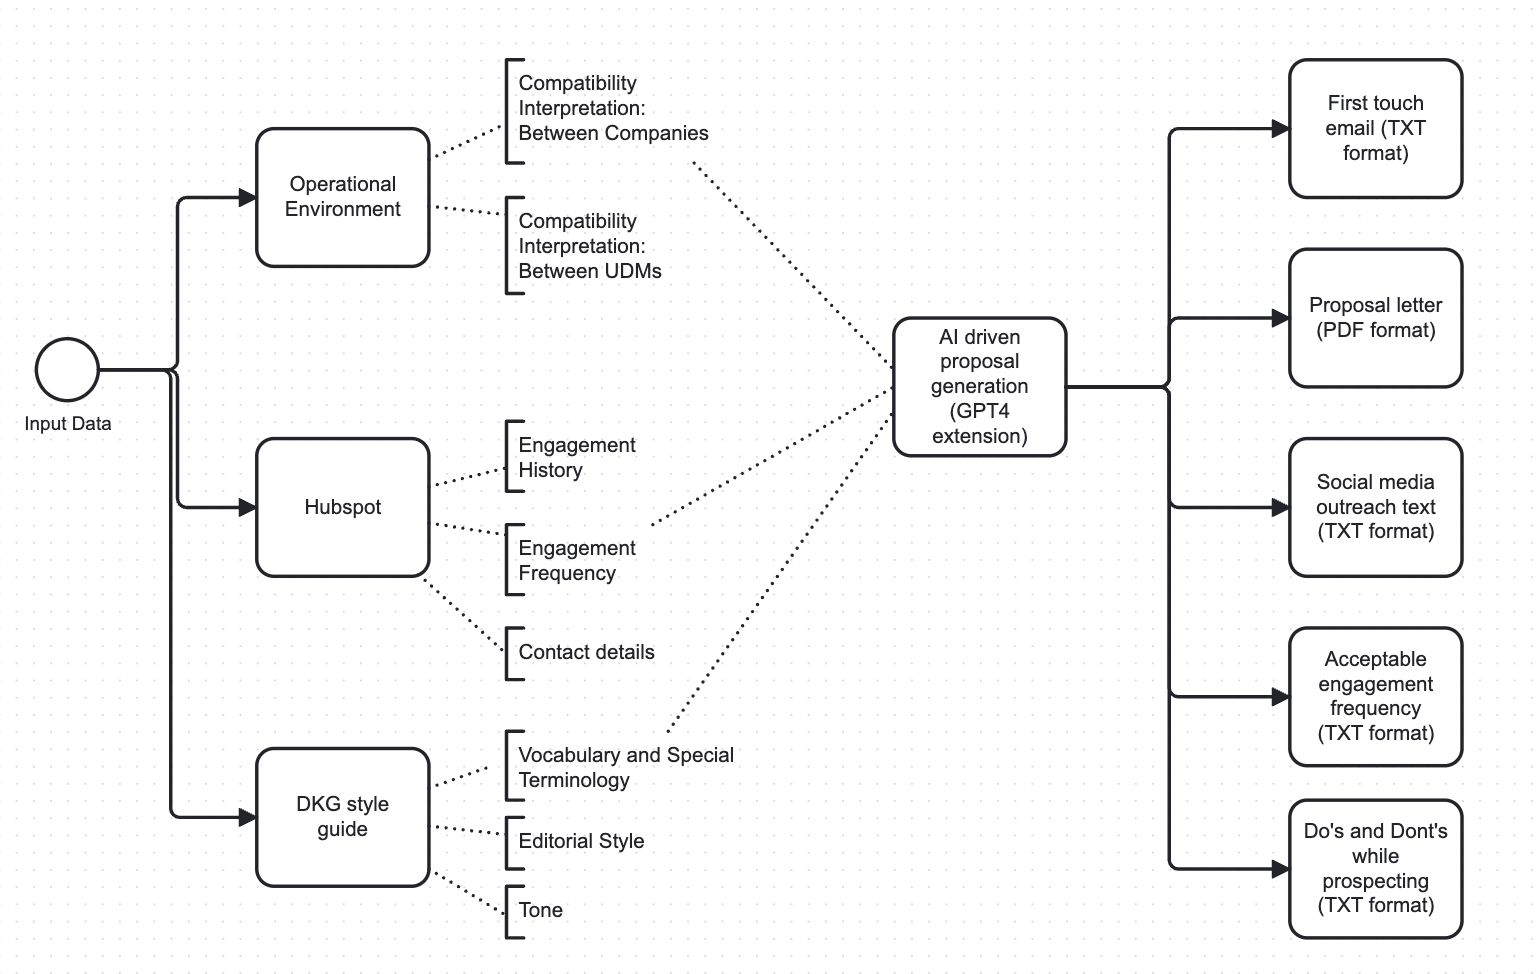 Input Data
Operational
Environment
Compatibility
Interpretation:
Between Companies
Compatibility
Interpretation:
Between UDMs
Hubspot
Engagement
History
Engagement
Frequency
Contact details
DKG style
guide
Vocabulary and Special
Terminology
Editorial Style
Tone
AI driven
proposal
generation
(GPT4
extension)
First touch
email (TXT
format)
Proposal letter
(PDF format)
Social media
outreach text
(TXT format)
Acceptable
engagement
frequency
(TXT format)
Do's and Dont's
while
prospecting
(TXT format)